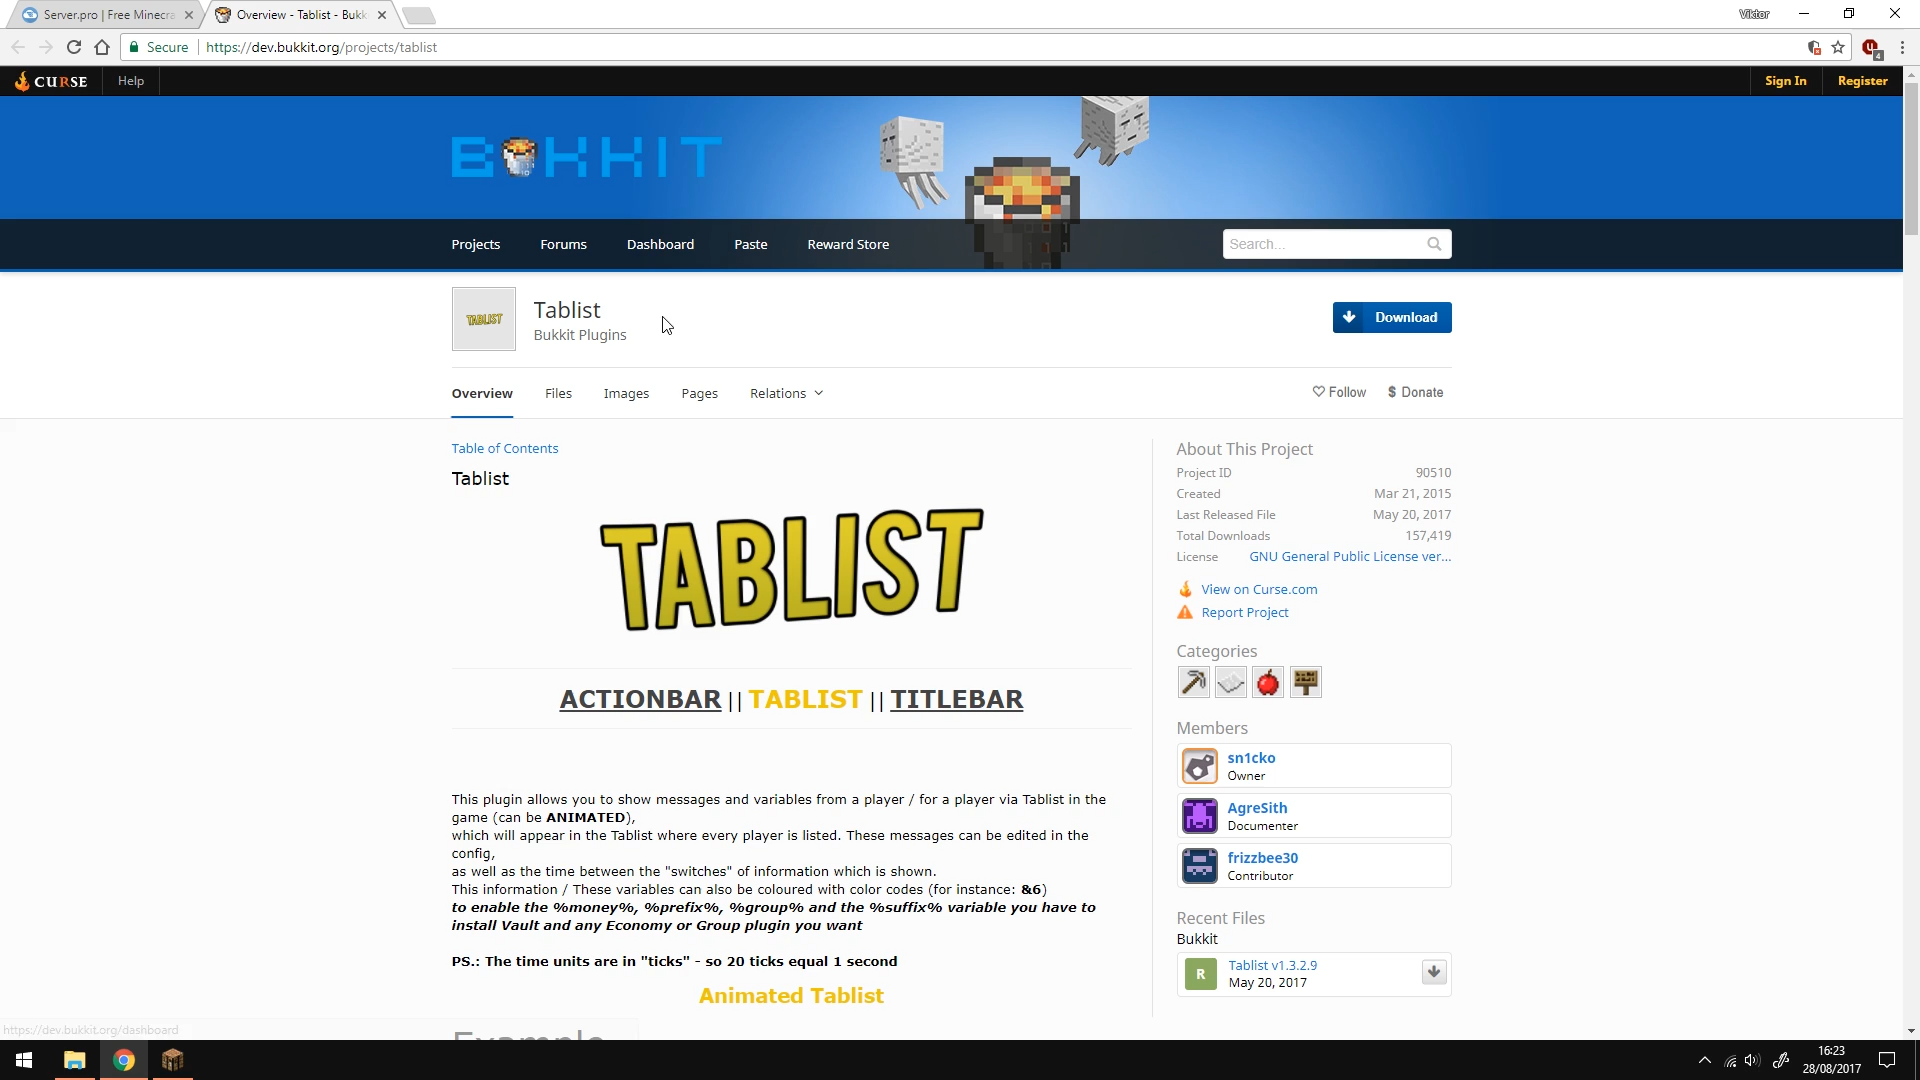 Server.pro | Free Minecra
Overview - Tablist - Bukk
Viktor
Secure
https://dev.bukkit.org/projects/tablist
4
CURSE
Help
Sign In
Register
BUKKIT
Projects
Forums
Dashboard
Paste
Reward Store
Search...
TABLIST
Tablist
Bukkit Plugins
Download
Overview
Files
Images
Pages
Relations
Follow
$ Donate
Table of Contents
Tablist
TABLIST
ACTIONBAR || TABLIST || TITLEBAR
This plugin allows you to show messages and variables from a player / for a player via Tablist in the
game (can be ANIMATED),
which will appear in the Tablist where every player is listed. These messages can be edited in the
config,
as well as the time between the "switches" of information which is shown.
This information / These variables can also be coloured with color codes (for instance: &6)
to enable the %money%, %prefix%, %group% and the %suffix% variable you have to
install Vault and any Economy or Group plugin you want
PS.: The time units are in "ticks" - so 20 ticks equal 1 second
Animated Tablist
Example
About This Project
Project ID 90510
Created Mar 21, 2015
Last Released File May 20, 2017
Total Downloads 157,419
License GNU General Public License ver...
View on Curse.com
Report Project
Categories
Members
sn1cko
Owner
AgreSith
Documenter
frizzbee30
Contributor
Recent Files
Bukkit
R
Tablist v1.3.2.9
May 20, 2017
https://dev.bukkit.org/dashboard
16:23
28/08/2017